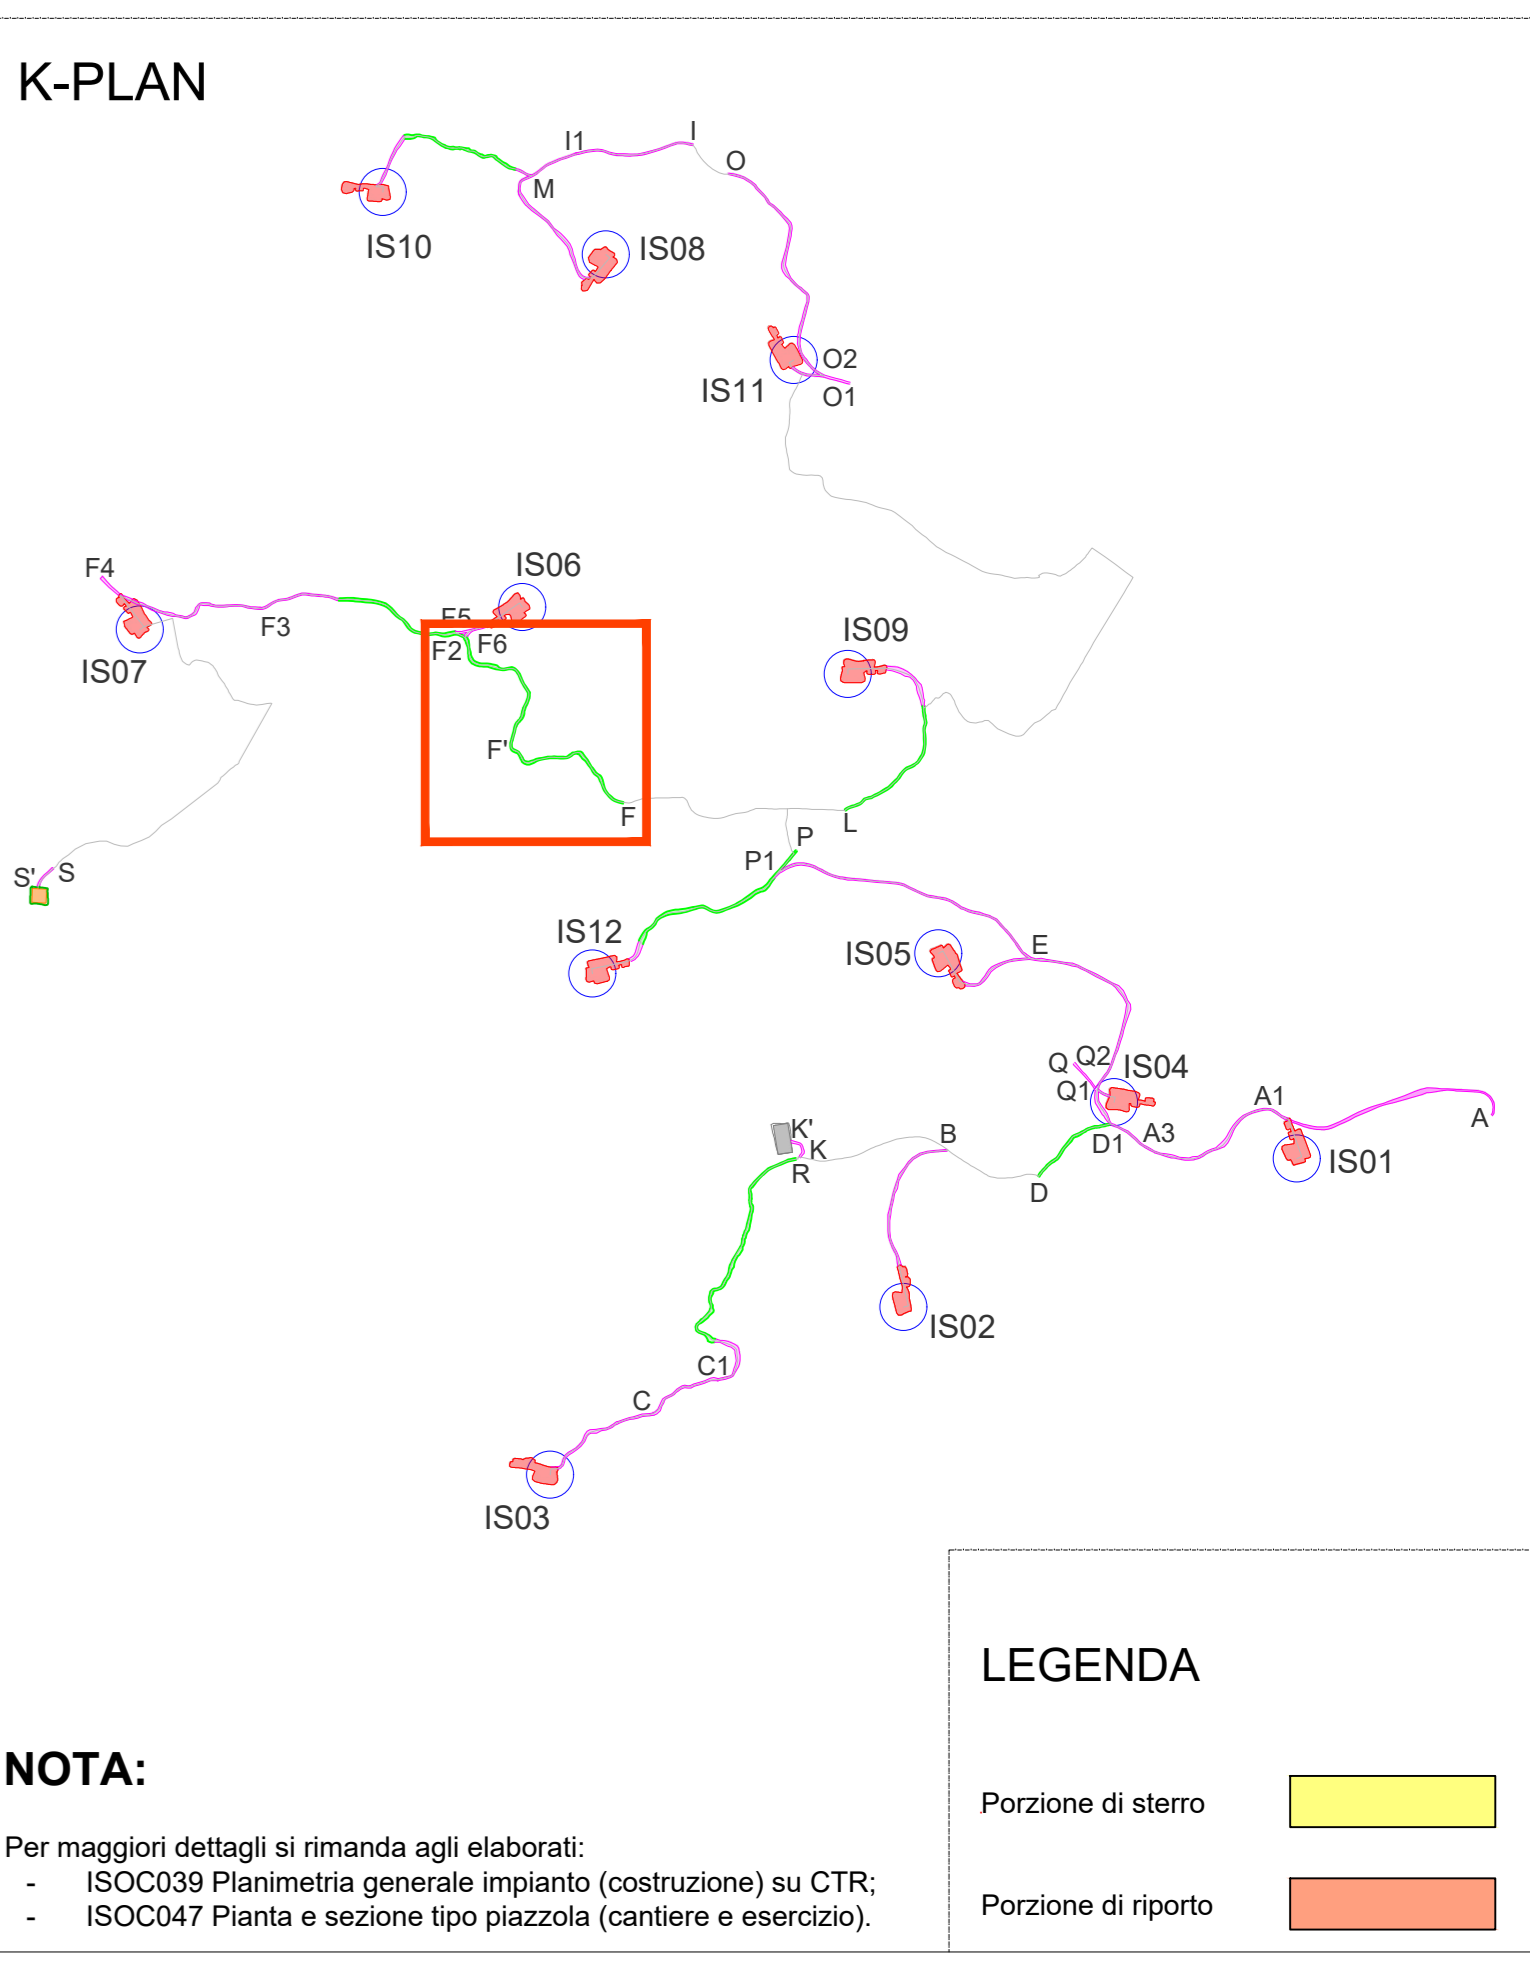 K-PLAN
I
I1
O
M
IS10
IS08
O2
IS11
O1
IS06
F4
F5
F3
F6
F2
IS09
IS07
F'
F
L
P
P1
S
S'
IS12
E
IS05
Q
Q2
IS04
Q1
A1
A
K'
B
A3
D1
K
IS01
R
D
IS02
C1
C
IS03
LEGENDA
NOTA:
Porzione di sterro
Per maggiori dettagli si rimanda agli elaborati:
- ISOC039 Planimetria generale impianto (costruzione) su CTR;
Porzione di riporto
- ISOC047 Pianta e sezione tipo piazzola (cantiere e esercizio).